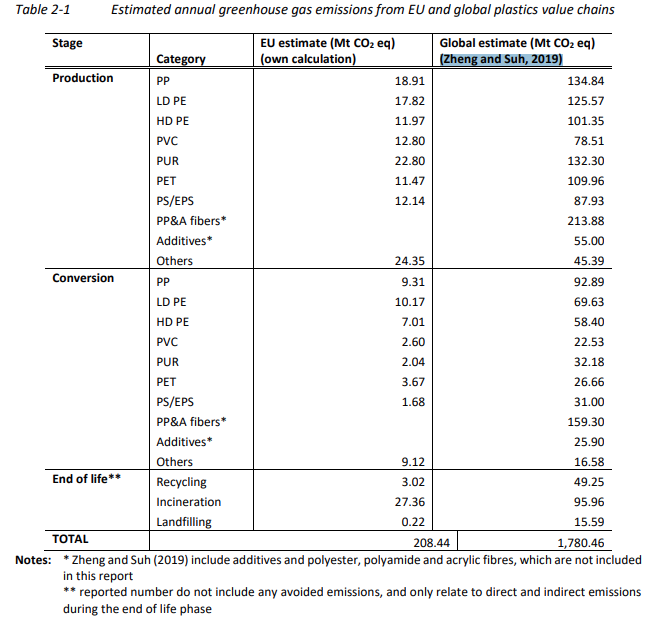 Table 2-1 Estimated annual greenhouse gas emissions from EU and global plastics value chains
Stage Category EU estimate (Mt CO₂ eq) (own calculation) Global estimate (Mt CO₂ eq) (Zheng and Suh, 2019)
Production PP 18.91 134.84
LD PE 17.82 125.57
HD PE 11.97 101.35
PVC 12.80 78.51
PUR 22.80 132.30
PET 11.47 109.96
PS/EPS 12.14 87.93
PP&A fibers* 213.88
Additives* 55.00
Others 24.35 45.39
Conversion PP 9.31 92.89
LD PE 10.17 69.63
HD PE 7.01 58.40
PVC 2.60 22.53
PUR 2.04 32.18
PET 3.67 26.66
PS/EPS 1.68 31.00
PP&A fibers* 159.30
Additives* 25.90
Others 9.12 16.58
End of life** Recycling 3.02 49.25
Incineration 27.36 95.96
Landfilling 0.22 15.59
TOTAL 208.44 1,780.46
Notes: * Zheng and Suh (2019) include additives and polyester, polyamide and acrylic fibres, which are not included
in this report
** reported number do not include any avoided emissions, and only relate to direct and indirect emissions
during the end of life phase